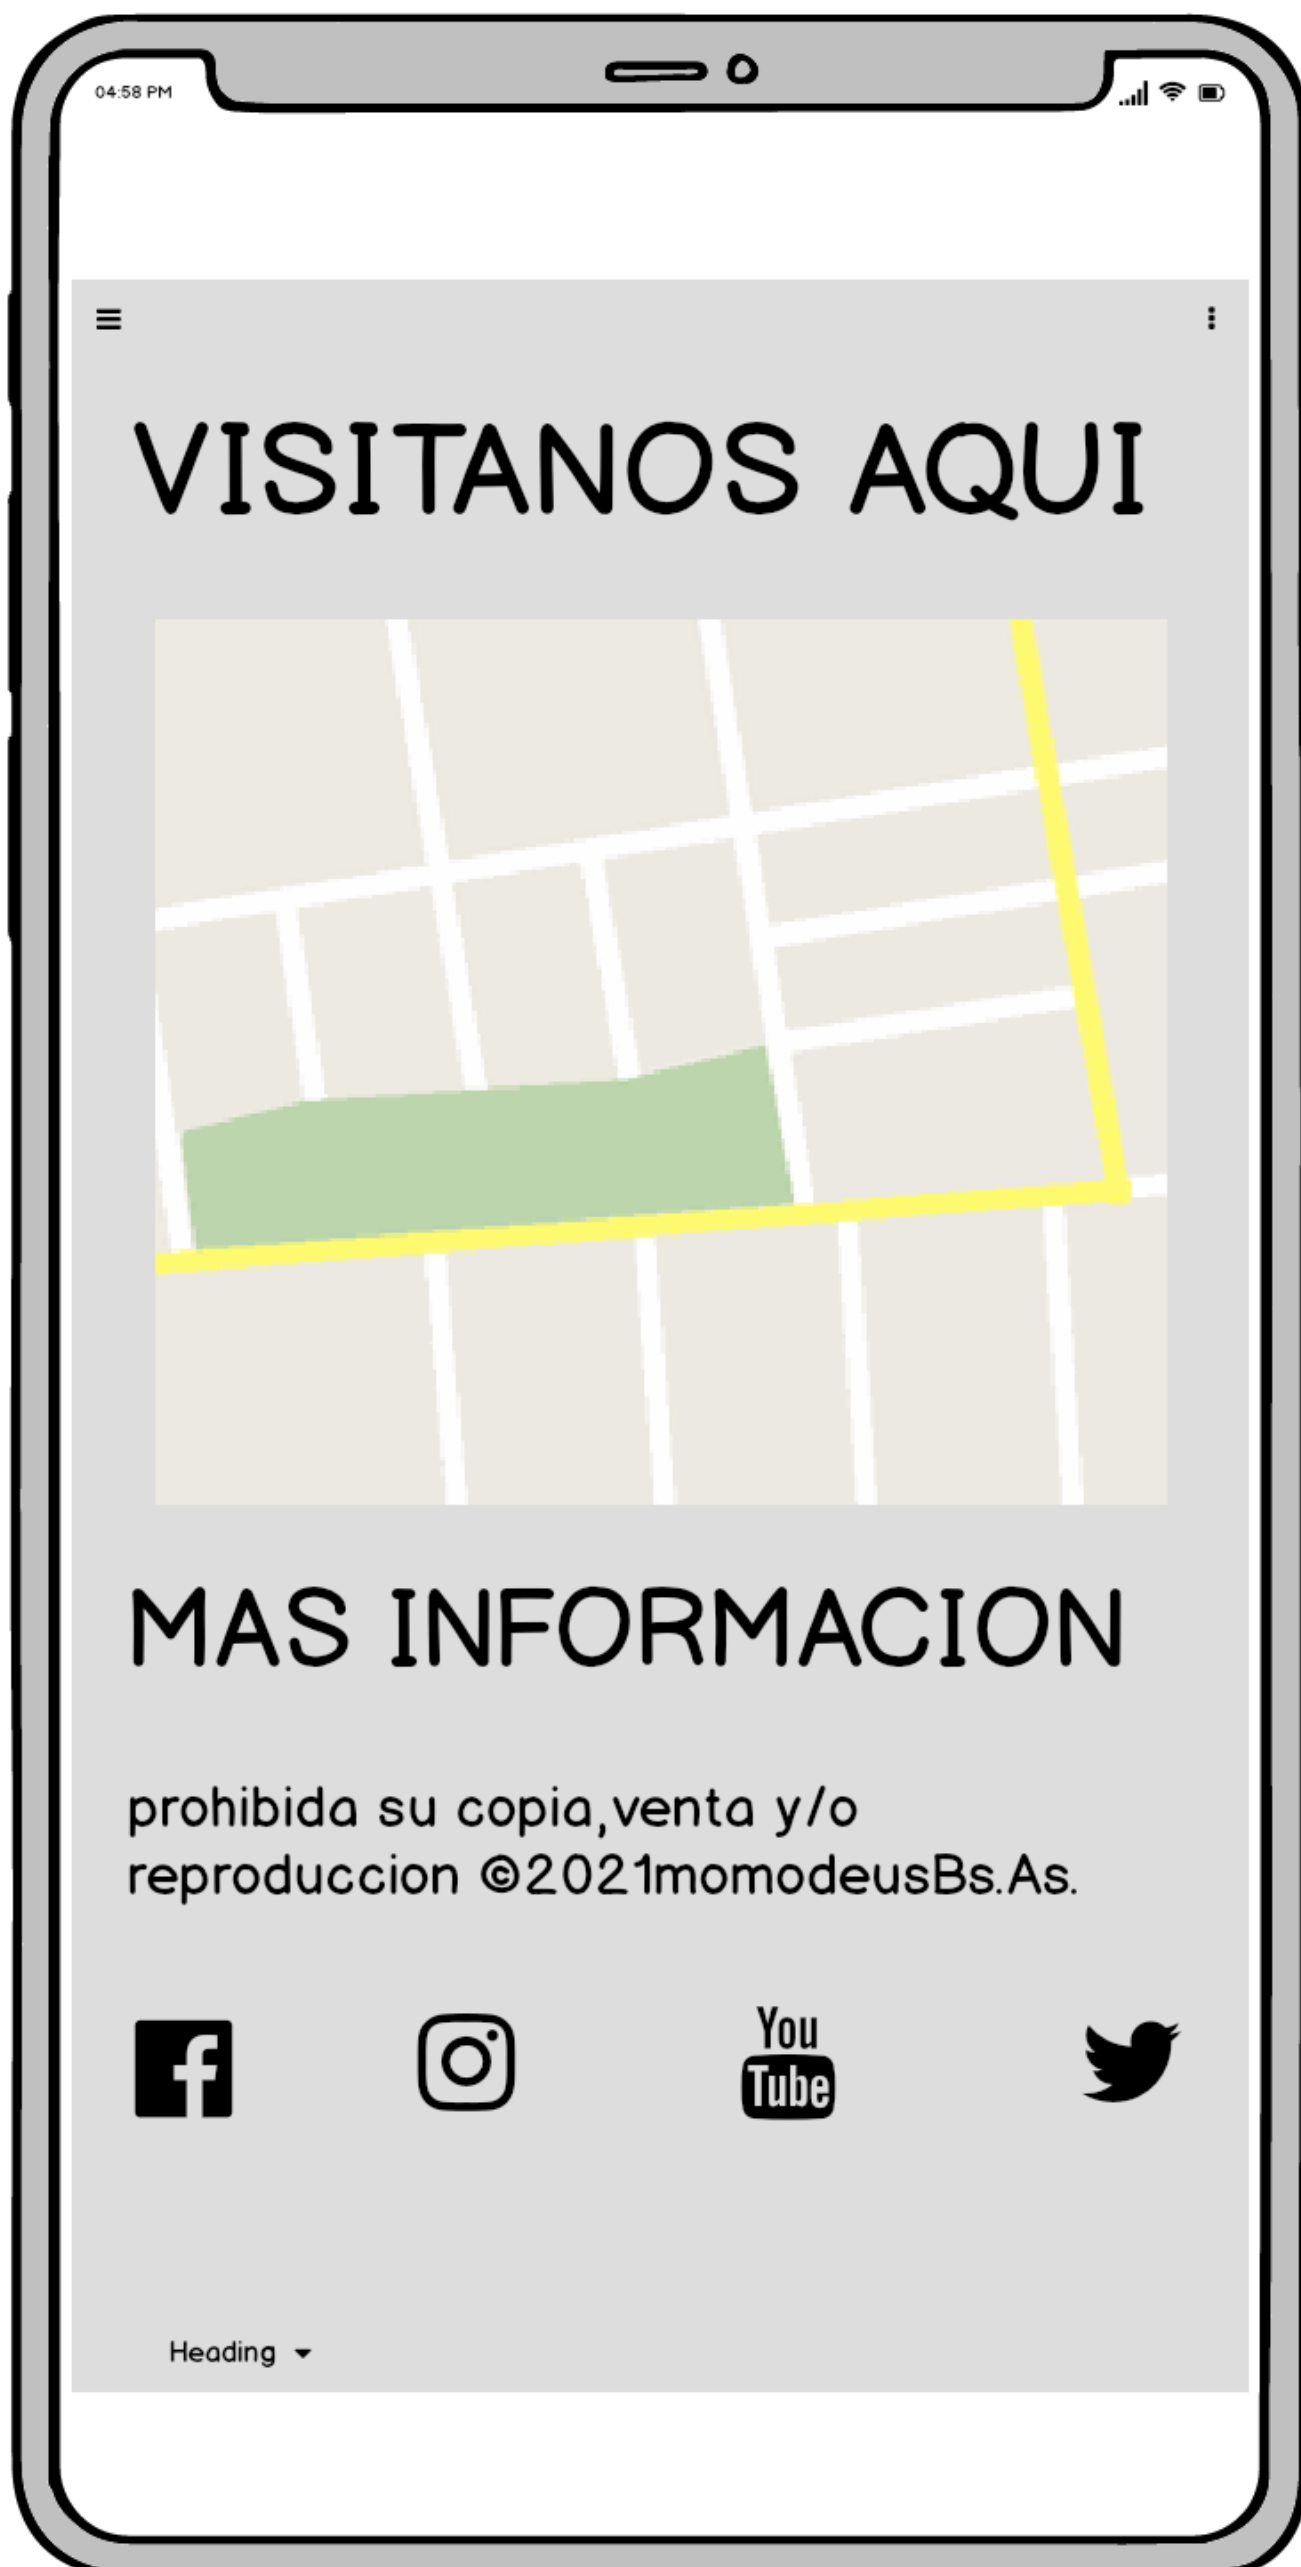 04:58 PM
VISITANOS AQUI
MAS INFORMACION
prohibida su copia,venta y/o
reproduccion ©2021momodeusBs.As.
You
Tube
Heading